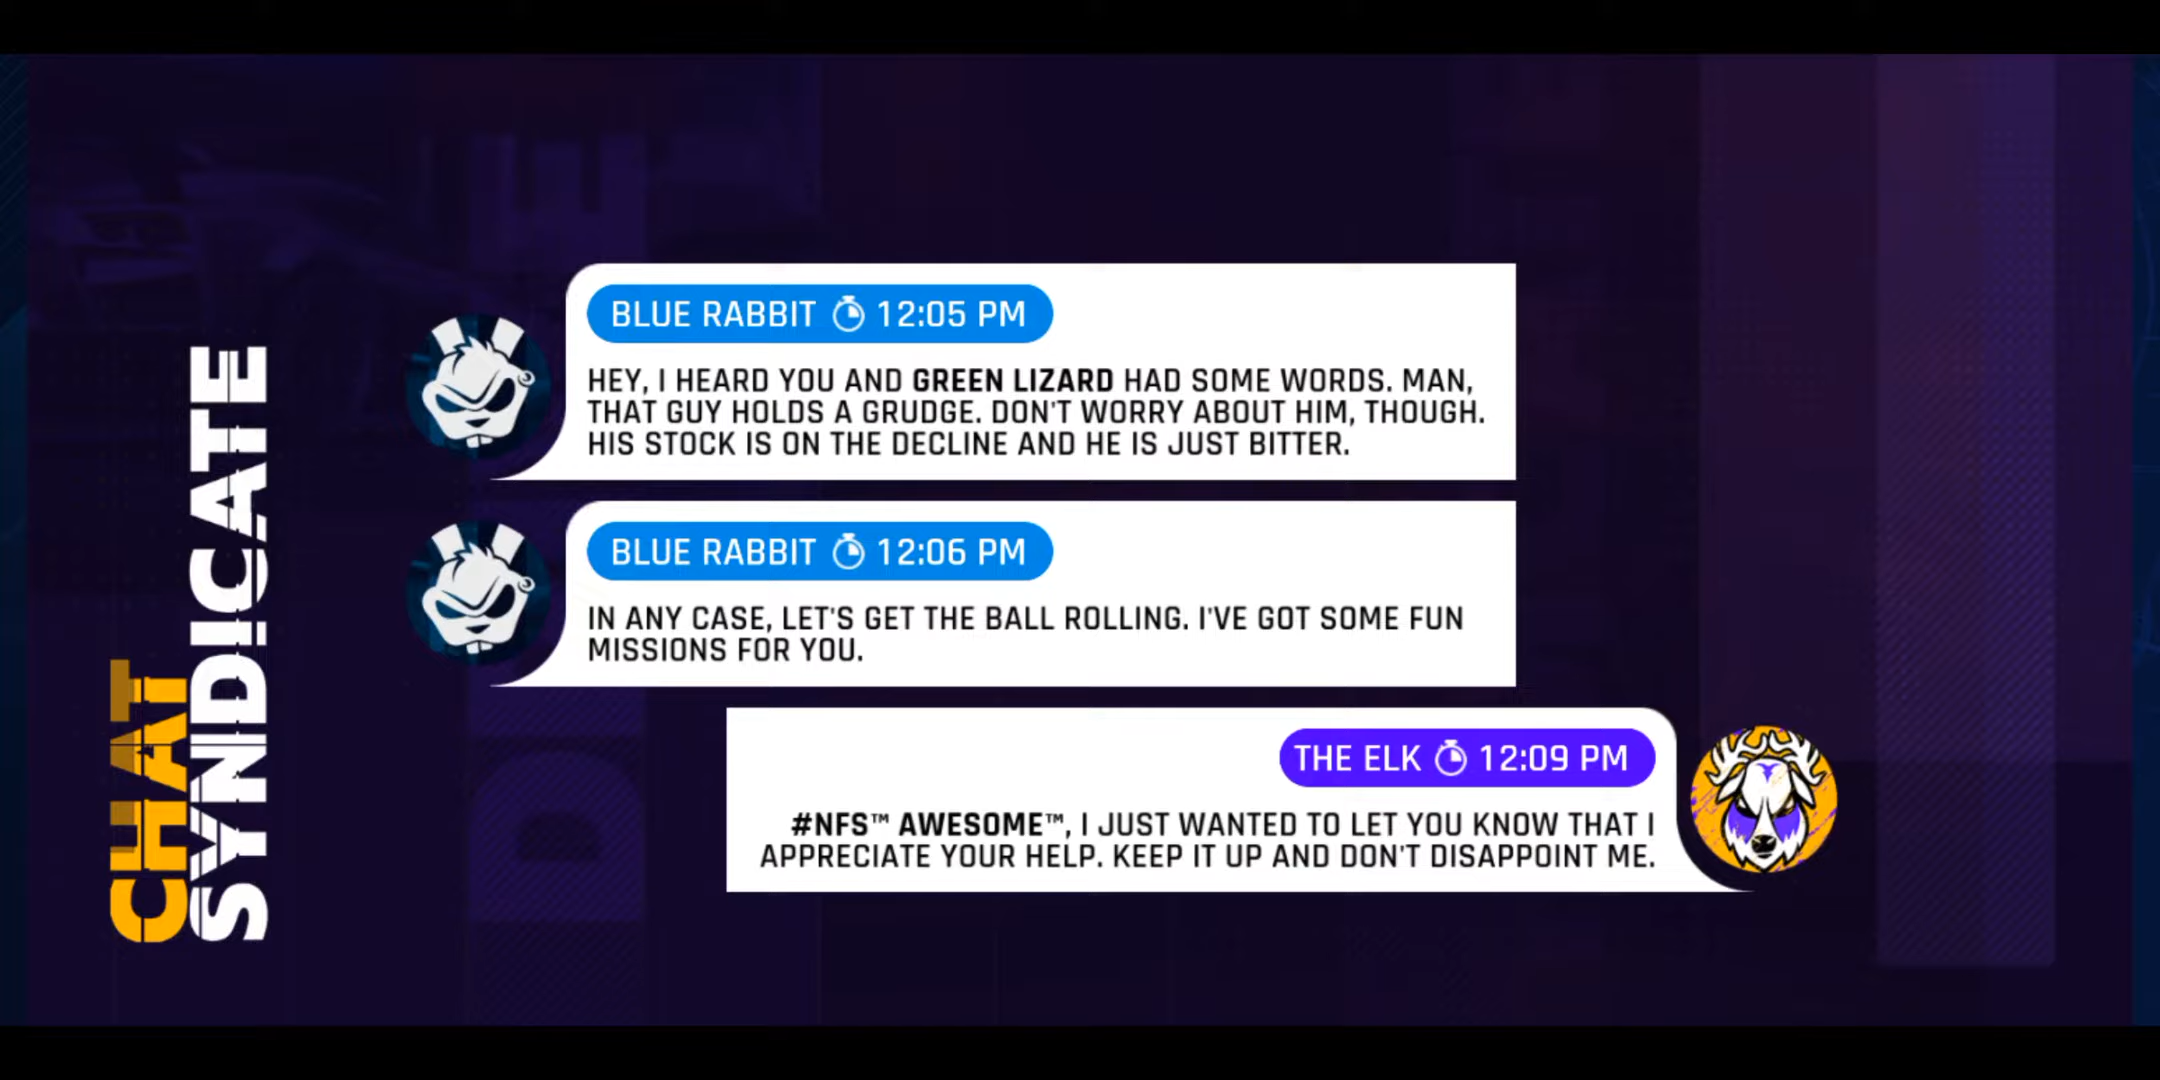 CHAT
SYNDICATE
BLUE RABBIT 12:05 PM
HEY, I HEARD YOU AND GREEN LIZARD HAD SOME WORDS. MAN,
THAT GUY HOLDS A GRUDGE. DON'T WORRY ABOUT HIM, THOUGH.
HIS STOCK IS ON THE DECLINE AND HE IS JUST BITTER.
BLUE RABBIT 12:06 PM
IN ANY CASE, LET'S GET THE BALL ROLLING. I'VE GOT SOME FUN
MISSIONS FOR YOU.
THE ELK 12:09 PM
#NFS™ AWESOME™, I JUST WANTED TO LET YOU KNOW THAT I
APPRECIATE YOUR HELP. KEEP IT UP AND DON'T DISAPPOINT ME.